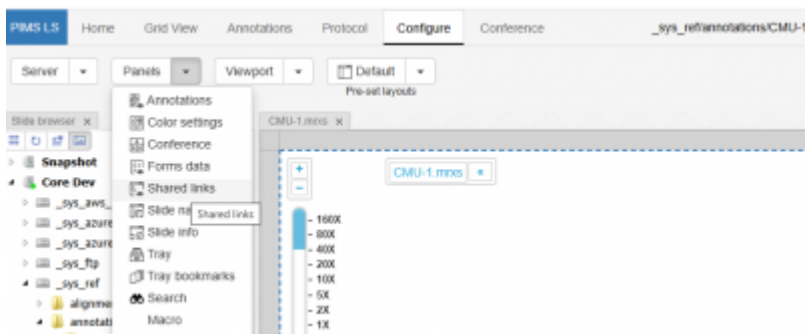 PIMS LS Home Grid View Annotations Protocol Configure Conference _sys_ref/annotations/CMU-1
Server Panels Viewport Default
Pre-set layouts
Slide browser x CMU-1.mrxs x
Annotations
Color settings
Conference
Forms data
Shared links
Slide na
Shared links
Slide info
Tray
Tray bookmarks
Search
Macro
Snapshot
Core Dev
_sys_aws_
_sys_azure
_sys_azure
_sys_ftp
_sys_ref
alignme
annotati
+
CMU-1.mrxs «
-
160X
80X
40X
20X
10X
5X
2X
1X